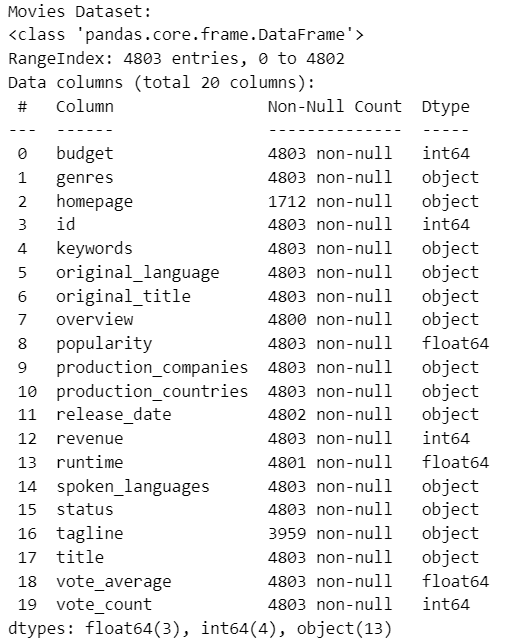 Movies Dataset:
<class 'pandas.core.frame.DataFrame'>
RangeIndex: 4803 entries, 0 to 4802
Data columns (total 20 columns):
 #   Column                Non-Null Count  Dtype
---  ------                --------------  -----
 0   budget                4803 non-null   int64
 1   genres                4803 non-null   object
 2   homepage              1712 non-null   object
 3   id                    4803 non-null   int64
 4   keywords              4803 non-null   object
 5   original_language     4803 non-null   object
 6   original_title        4803 non-null   object
 7   overview              4800 non-null   object
 8   popularity            4803 non-null   float64
 9   production_companies  4803 non-null   object
 10  production_countries  4803 non-null   object
 11  release_date          4802 non-null   object
 12  revenue               4803 non-null   int64
 13  runtime               4801 non-null   float64
 14  spoken_languages      4803 non-null   object
 15  status                4803 non-null   object
 16  tagline               3959 non-null   object
 17  title                 4803 non-null   object
 18  vote_average          4803 non-null   float64
 19  vote_count            4803 non-null   int64
dtypes: float64(3), int64(4), object(13)